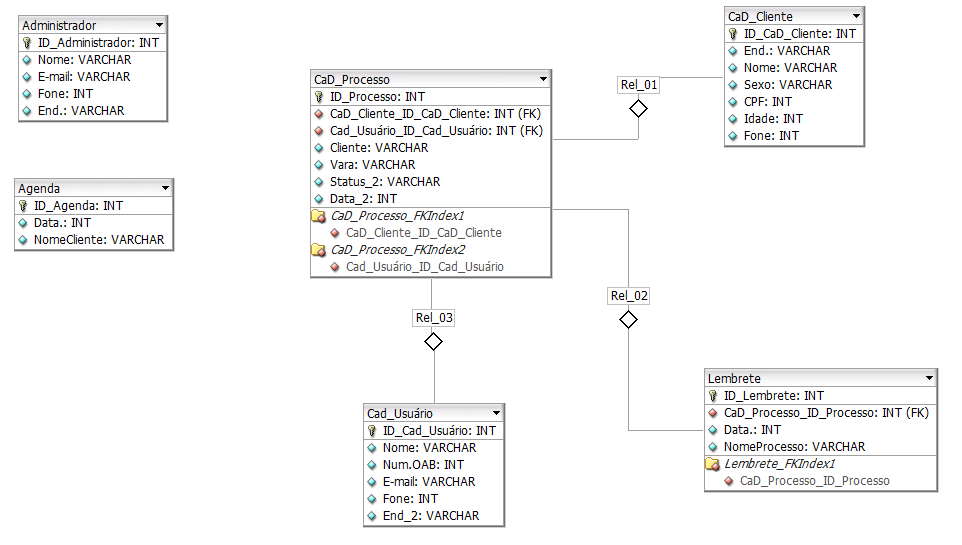 Administrador
ID_Administrador: INT
Nome: VARCHAR
E-mail: VARCHAR
Fone: INT
End.: VARCHAR
Agenda
ID_Agenda: INT
Data.: INT
NomeCliente: VARCHAR
CaD_Processo
ID_Processo: INT
CaD_Cliente_ID_CaD_Cliente: INT (FK)
Cad_Usuário_ID_Cad_Usuário: INT (FK)
Cliente: VARCHAR
Vara: VARCHAR
Status_2: VARCHAR
Data_2: INT
CaD_Processo_FKIndex1
CaD_Cliente_ID_CaD_Cliente
CaD_Processo_FKIndex2
Cad_Usuário_ID_Cad_Usuário
Rel_01
CaD_Cliente
ID_CaD_Cliente: INT
End.: VARCHAR
Nome: VARCHAR
Sexo: VARCHAR
CPF: INT
Idade: INT
Fone: INT
Rel_02
Rel_03
Cad_Usuário
ID_Cad_Usuário: INT
Nome: VARCHAR
Num.OAB: INT
E-mail: VARCHAR
Fone: INT
End_2: VARCHAR
Lembrete
ID_Lembrete: INT
CaD_Processo_ID_Processo: INT (FK)
Data.: INT
NomeProcesso: VARCHAR
Lembrete_FKIndex1
CaD_Processo_ID_Processo